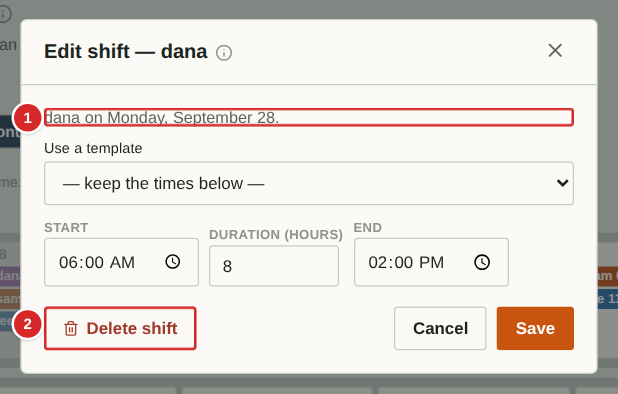 Edit shift — dana
1
dana on Monday, September 28.
Use a template
— keep the times below —
START
DURATION (HOURS)
END
06:00 AM
8
02:00 PM
2
Delete shift
Cancel
Save